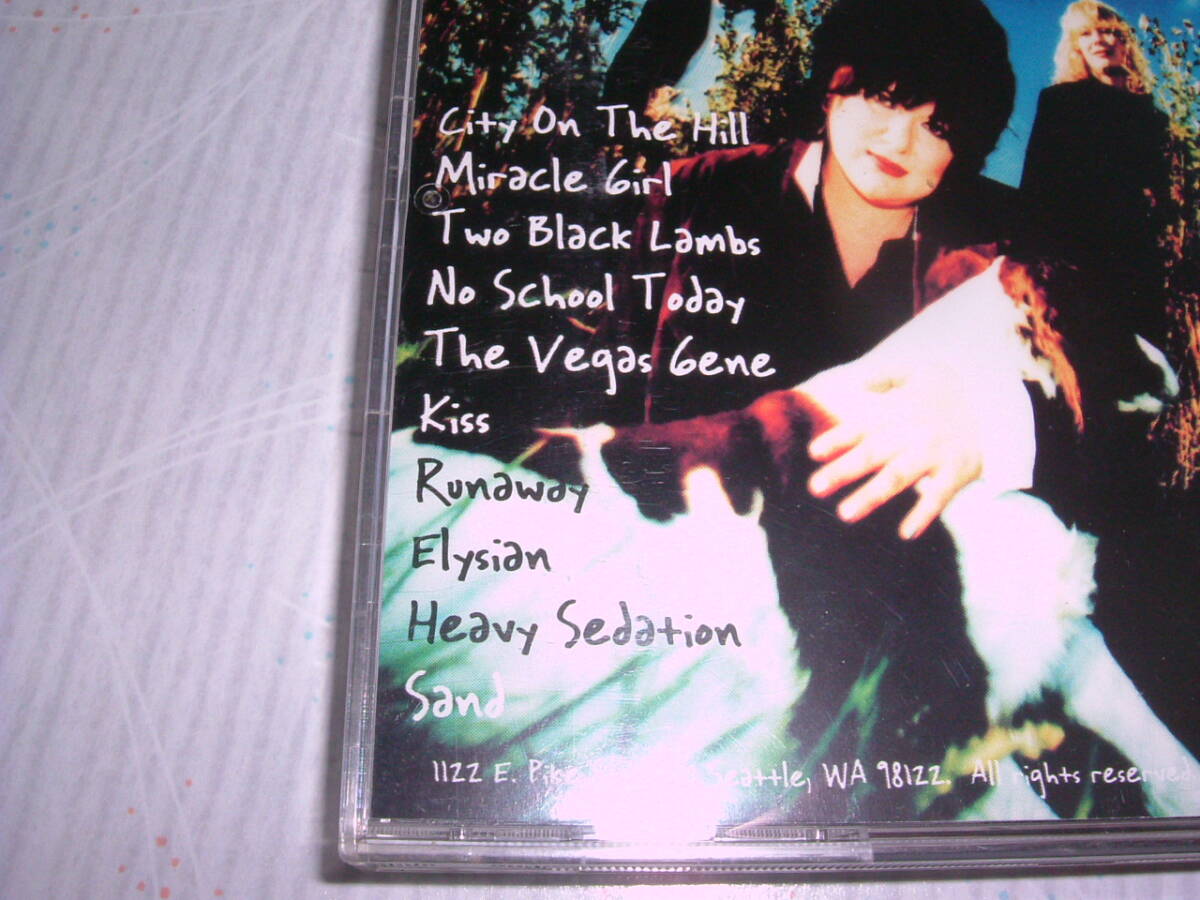 City On The Hill
Miracle Girl
Two Black Lambs
No School Today
The Vegas Gene
Kiss
Runaway
Elysian
Heavy Sedation
Sand
1122 E. Pike Seattle, WA 98122. All rights reserved